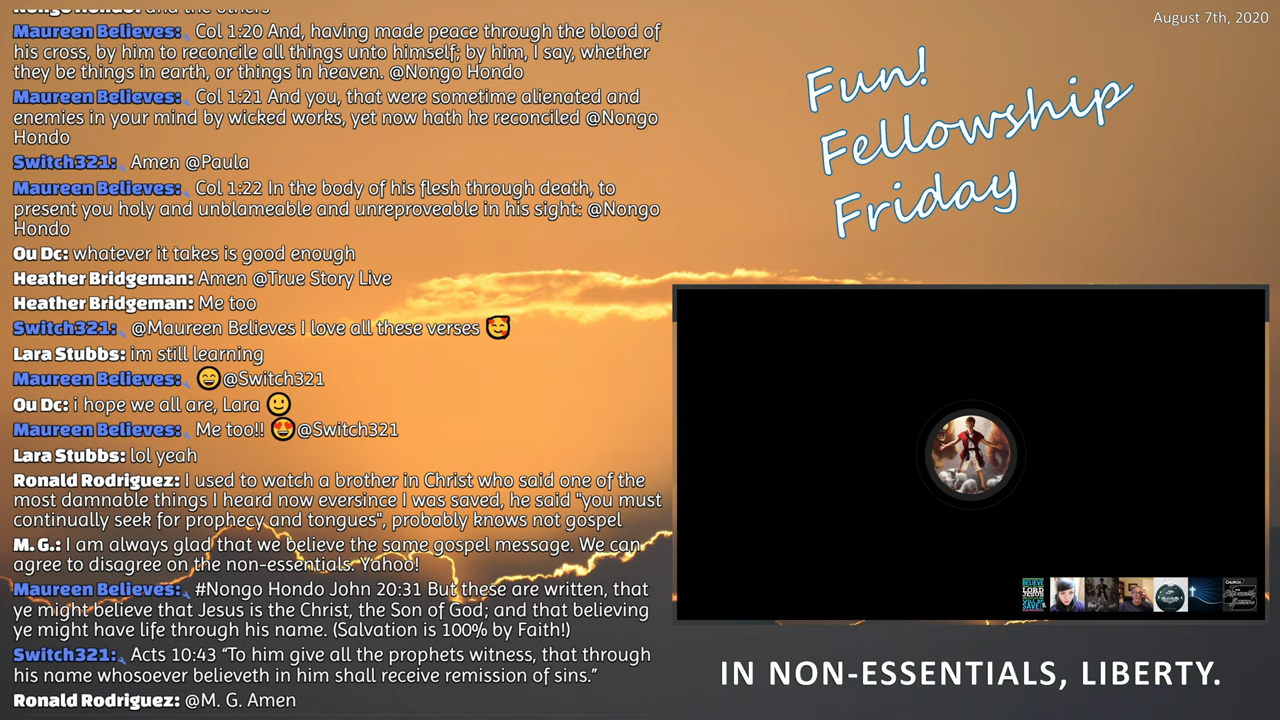 Nongo Hondo: and the others
Maureen Believes: Col 1:20 And, having made peace through the blood of
his cross, by him to reconcile all things unto himself; by him, I say, whether
they be things in earth, or things in heaven. @Nongo Hondo
Maureen Believes: Col 1:21 And you, that were sometime alienated and
enemies in your mind by wicked works, yet now hath he reconciled @Nongo
Hondo
Switch321: Amen @Paula
Maureen Believes: Col 1:22 In the body of his flesh through death, to
present you holy and unblameable and unreproveable in his sight: @Nongo
Hondo
Ou Dc: whatever it takes is good enough
Heather Bridgeman: Amen @True Story Live
Heather Bridgeman: Me too
Switch321: @Maureen Believes I love all these verses 🥰
Lara Stubbs: im still learning
Maureen Believes: 😄@Switch321
Ou Dc: i hope we all are, Lara 🙂
Maureen Believes: Me too!! 😍@Switch321
Lara Stubbs: lol yeah
Ronald Rodriguez: I used to watch a brother in Christ who said one of the
most damnable things I heard now eversince I was saved, he said "you must
continually seek for prophecy and tongues", probably knows not gospel
M. G.: I am always glad that we believe the same gospel message. We can
agree to disagree on the non-essentials. Yahoo!
Maureen Believes: #Nongo Hondo John 20:31 But these are written, that
ye might believe that Jesus is the Christ, the Son of God; and that believing
ye might have life through his name. (Salvation is 100% by Faith!)
Switch321: Acts 10:43 “To him give all the prophets witness, that through
his name whosoever believeth in him shall receive remission of sins.”
Ronald Rodriguez: @M. G. Amen
August 7th, 2020
Fun!
Fellowship
Friday
BELIEVE
LORD
JESUS
SAVE
CHURCH
IN NON-ESSENTIALS, LIBERTY.